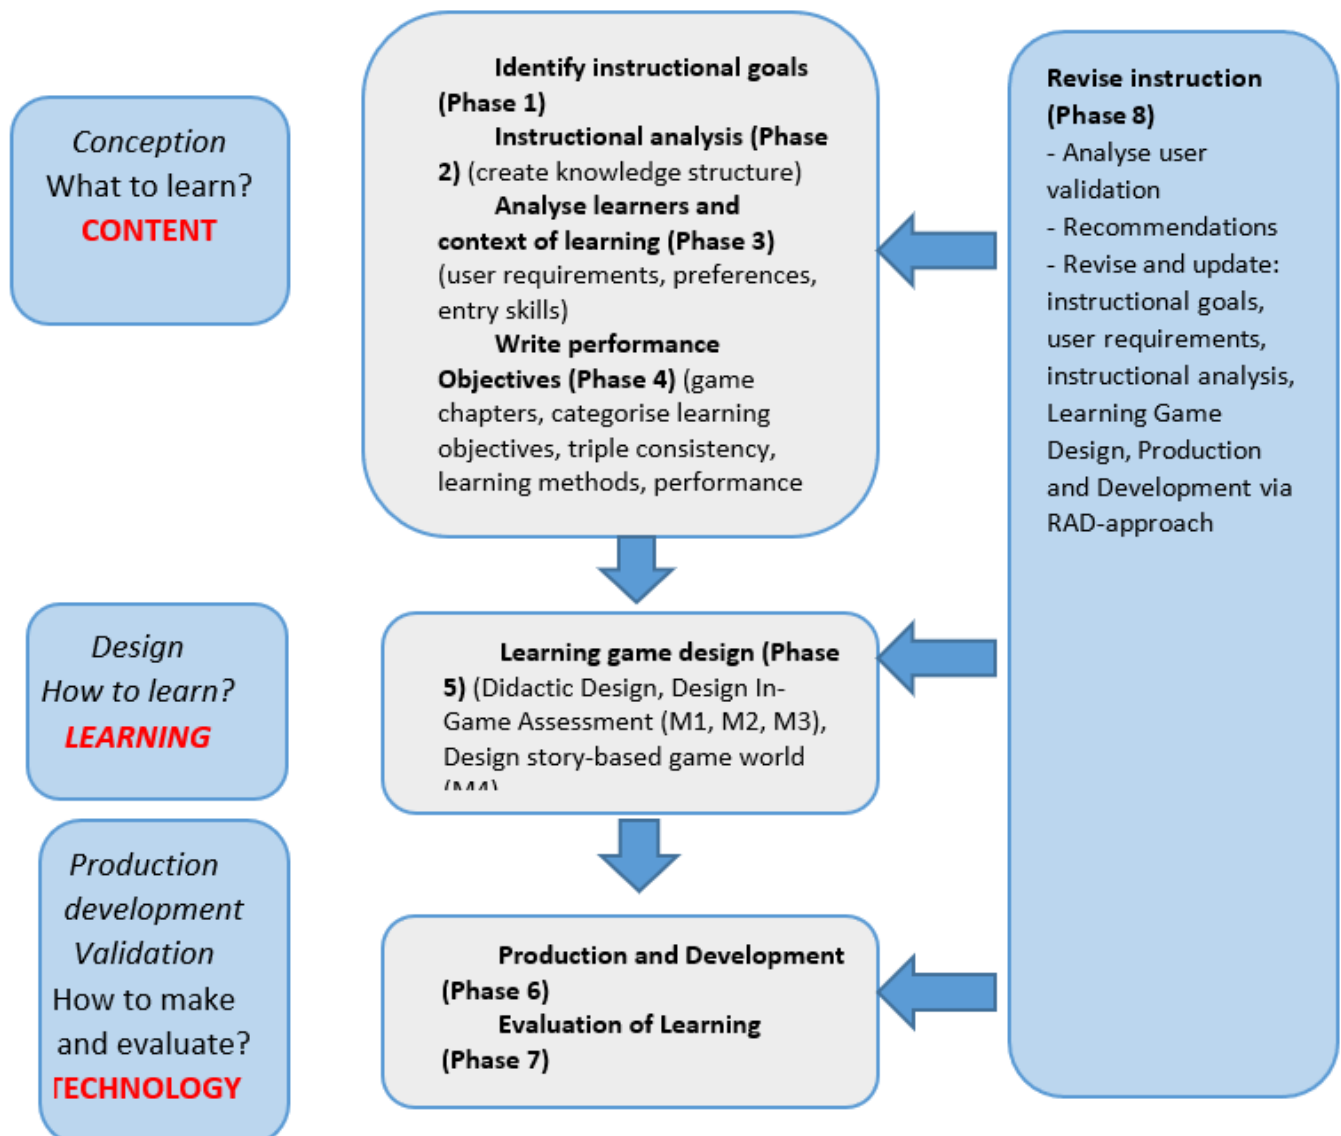 Conception
What to learn?
CONTENT
Identify instructional goals
(Phase 1)
Instructional analysis (Phase
2) (create knowledge structure)
Analyse learners and
context of learning (Phase 3)
(user requirements, preferences,
entry skills)
Write performance
Objectives (Phase 4) (game
chapters, categorise learning
objectives, triple consistency,
learning methods, performance
Revise instruction
(Phase 8)
- Analyse user
validation
- Recommendations
- Revise and update:
instructional goals,
user requirements,
instructional analysis,
Learning Game
Design, Production
and Development via
RAD-approach
Design
How to learn?
LEARNING
Learning game design (Phase
5) (Didactic Design, Design In-
Game Assessment (M1, M2, M3),
Design story-based game world
(M4)
Production
development
Validation
How to make
and evaluate?
TECHNOLOGY
Production and Development
(Phase 6)
Evaluation of Learning
(Phase 7)